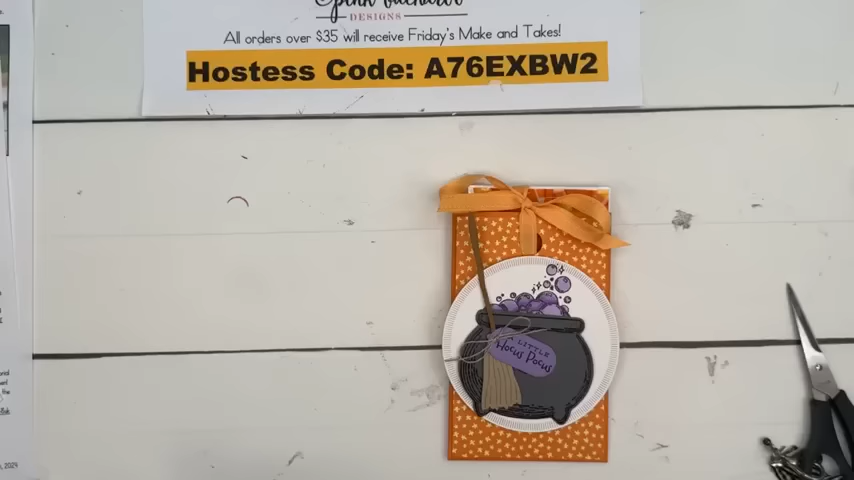 DESIGNS
All orders over $35 will receive Friday's Make and Takes!
Hostess Code: A76EXBW2
LITTLE
Hocus Pocus